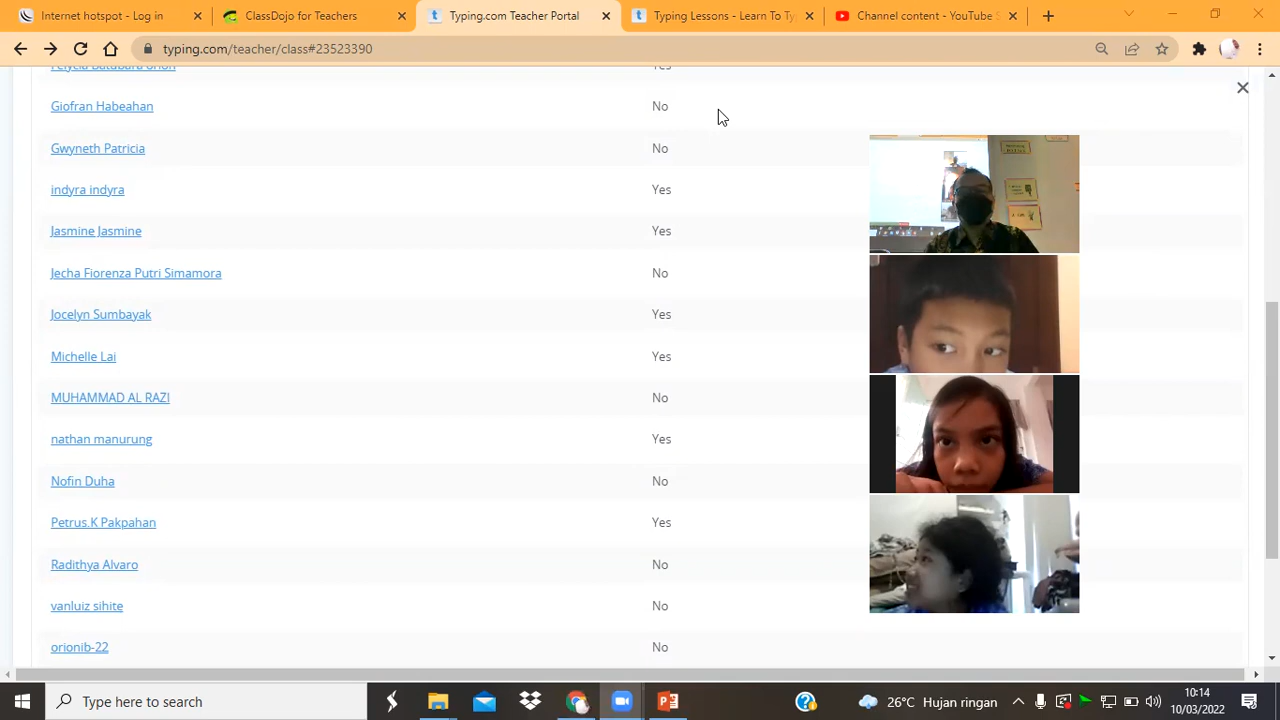 Internet hotspot - Log in
ClassDojo for Teachers
Typing.com Teacher Portal
Typing Lessons - Learn To Ty
Channel content - YouTube S
typing.com/teacher/class#23523390
Yes
Giofran Habeahan No
Gwyneth Patricia No
indyra indyra Yes
Jasmine Jasmine Yes
Jecha Fiorenza Putri Simamora No
Jocelyn Sumbayak Yes
Michelle Lai Yes
MUHAMMAD AL RAZI No
nathan manurung Yes
Nofin Duha No
Petrus.K Pakpahan Yes
Radithya Alvaro No
vanluiz sihite No
orionib-22 No
Type here to search
26°C Hujan ringan
10:14
10/03/2022